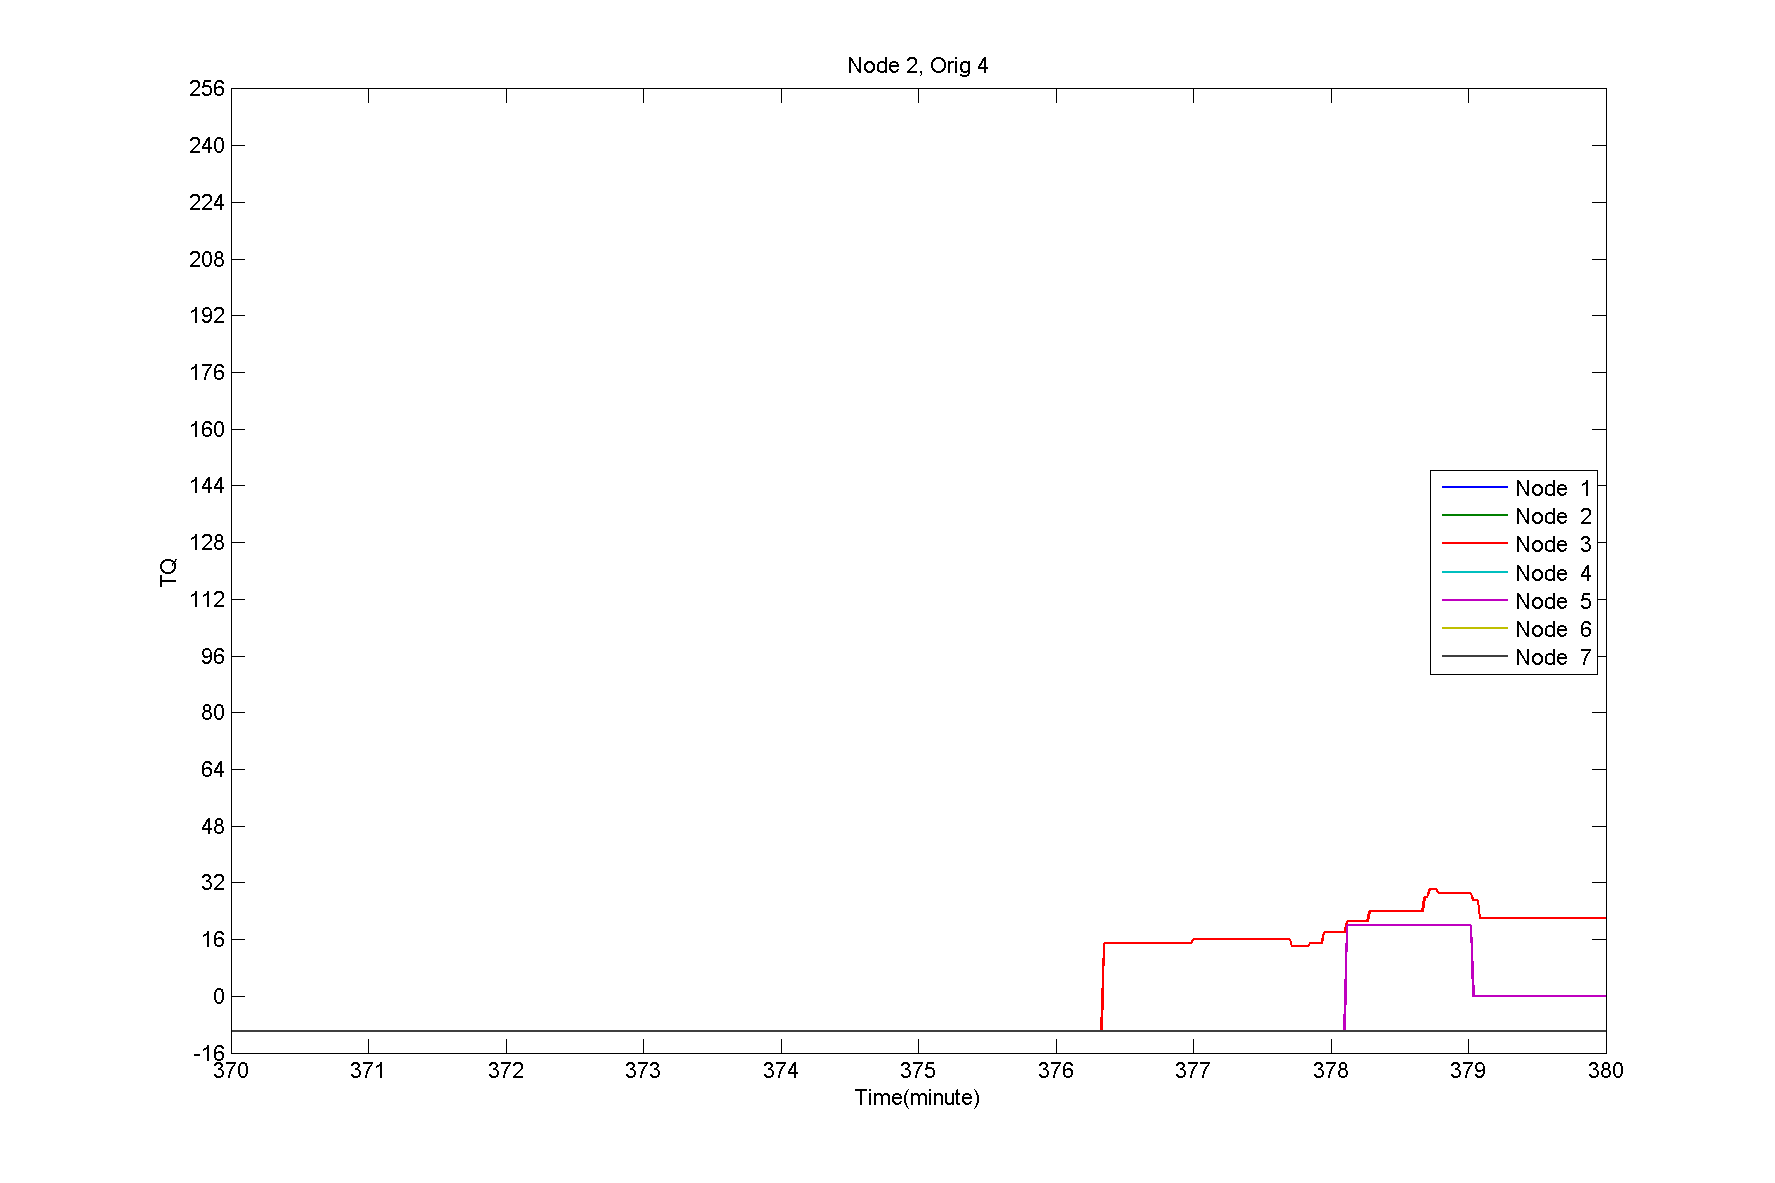 Node 2, Orig 4
256
240
224
208
192
176
160
144
128
112
96
80
64
48
32
16
0
-16
TQ
Node 1
Node 2
Node 3
Node 4
Node 5
Node 6
Node 7
370 371 372 373 374 375 376 377 378 379 380
Time(minute)